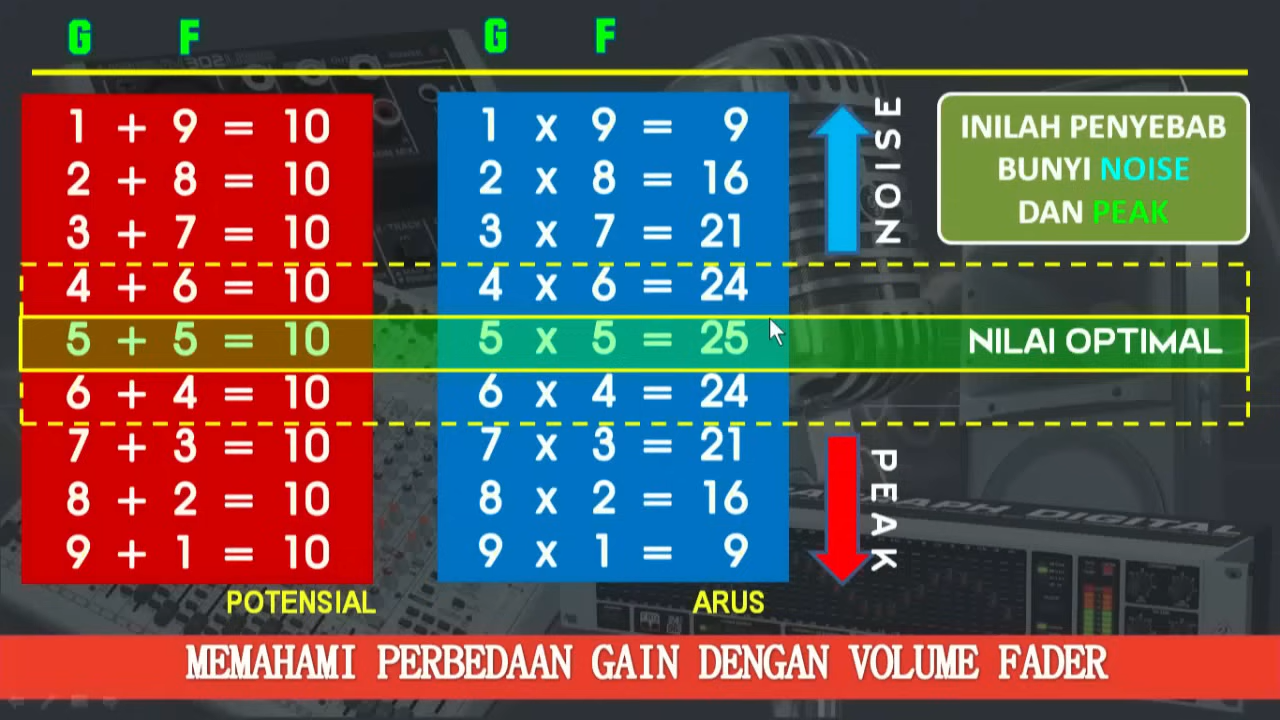 G F G F
1 + 9 = 10
2 + 8 = 10
3 + 7 = 10
4 + 6 = 10
5 + 5 = 10
6 + 4 = 10
7 + 3 = 10
8 + 2 = 10
9 + 1 = 10
POTENSIAL
1 x 9 = 9
2 x 8 = 16
3 x 7 = 21
4 x 6 = 24
5 x 5 = 25
6 x 4 = 24
7 x 3 = 21
8 x 2 = 16
9 x 1 = 9
ARUS
NOISE
PEAK
INILAH PENYEBAB
BUNYI NOISE
DAN PEAK
NILAI OPTIMAL
DIGITAL
MEMAHAMI PERBEDAAN GAIN DENGAN VOLUME FADER